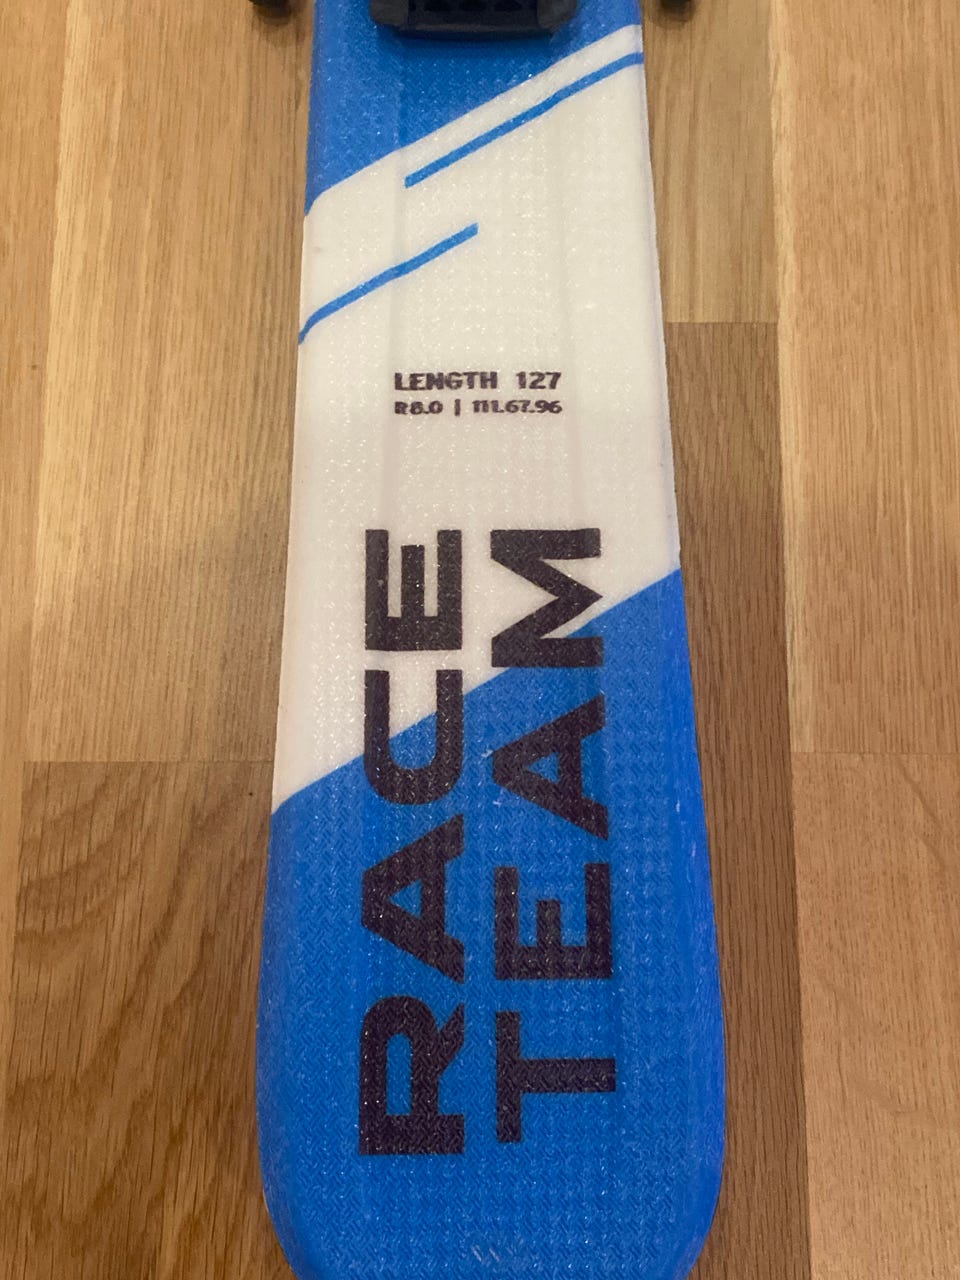 LENGTH 127
R8.0 | 111.67.96
RACE
TEAM